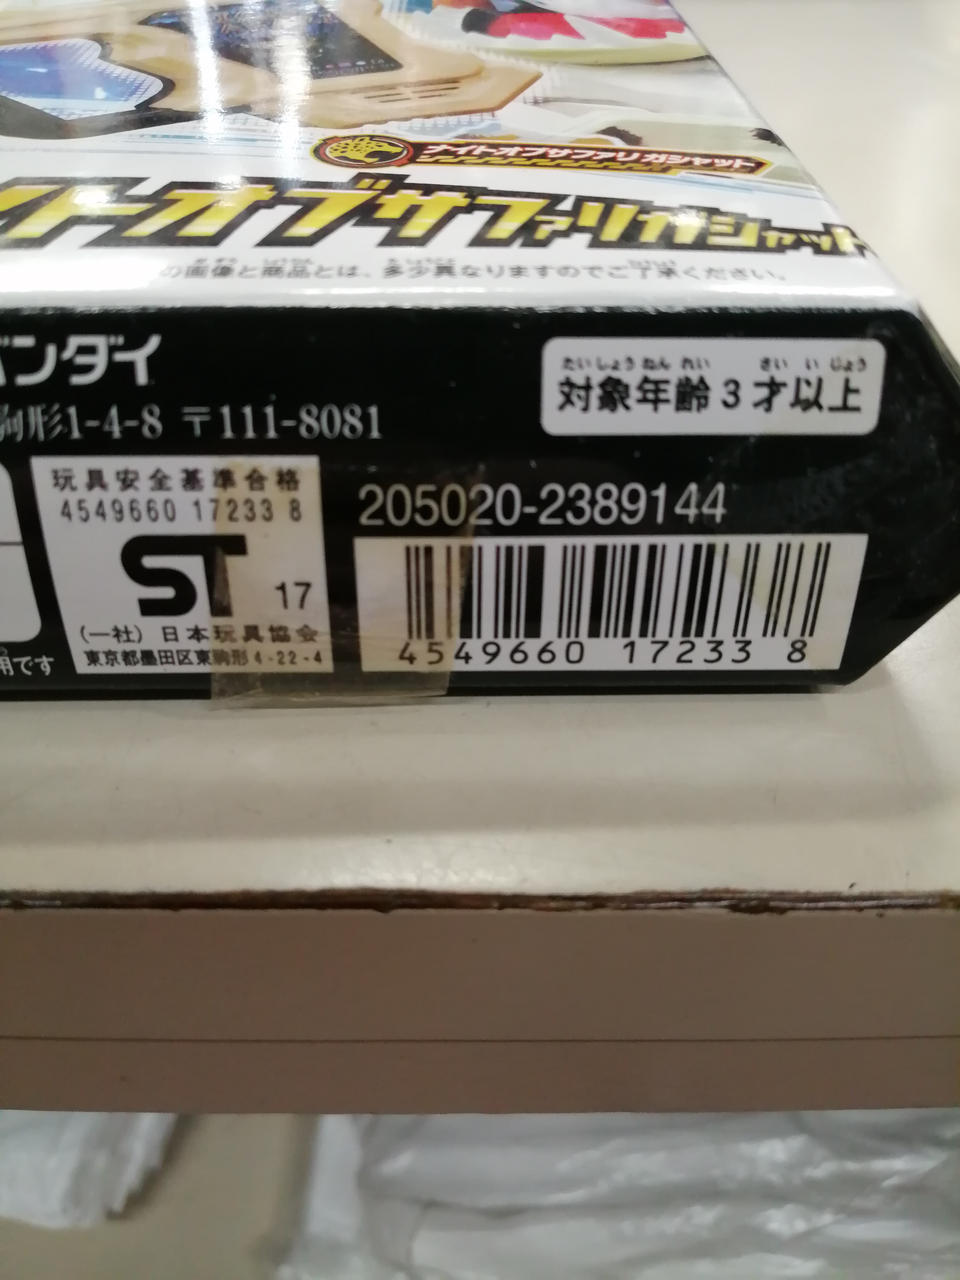 ナイトオブサファリガシャット
イトオブサファリガシャット
の画像と商品とは、多少異なりますのでご了承ください。
バンダイ
駒形1-4-8 〒111-8081
たいしょうねんれい さいいじょう
対象年齢3才以上
玩具安全基準合格
4549660 17233 8
ST 17
(一社) 日本玩具協会
東京都墨田区東駒形4-22-4
用です
205020-2389144
4549660 17233 8